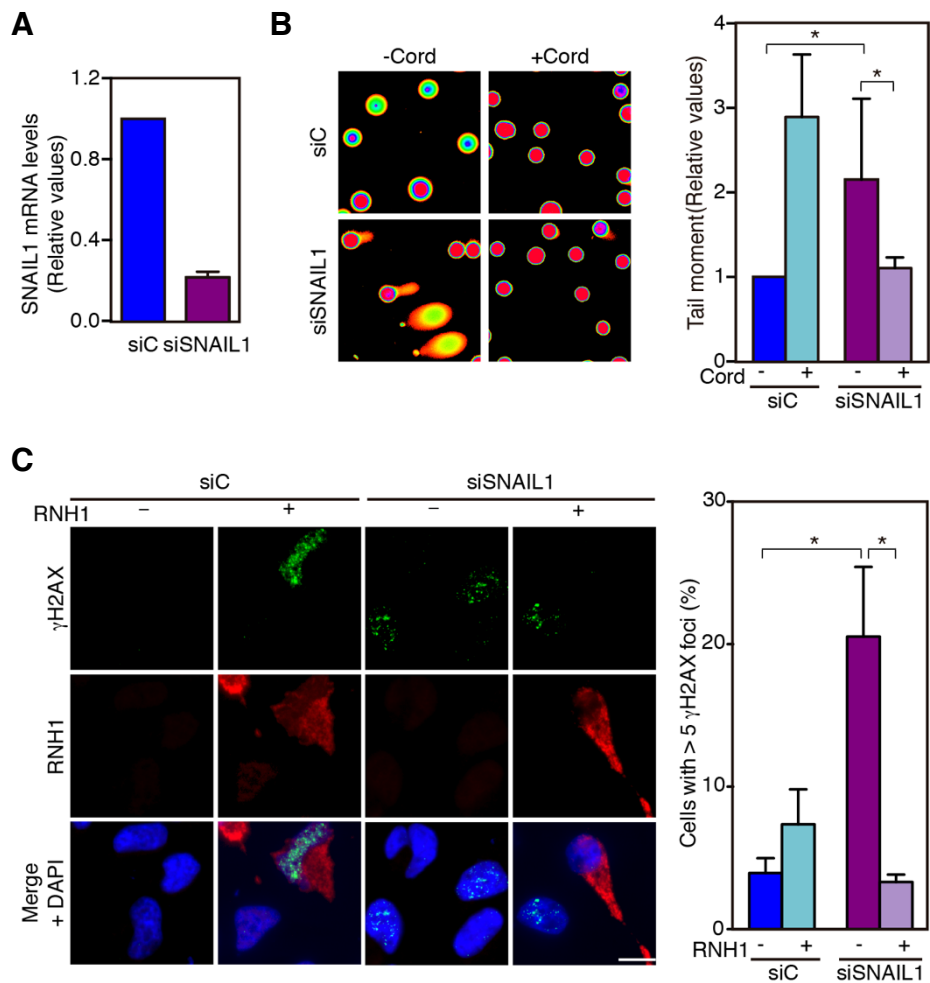 A
SNAIL1 mRNA levels
(Relative values)
1.2
0.8
0.4
0.0
siC siSNAIL1
B
-Cord +Cord
siC
siSNAIL1
Tail moment(Relative values)
4
3
2
1
0
* *
Cord - + - +
siC siSNAIL1
C
siC siSNAIL1
RNH1 – + – +
γH2AX
RNH1
Merge
+ DAPI
Cells with > 5 γH2AX foci (%)
30
20
10
0
* *
RNH1 - + - +
siC siSNAIL1